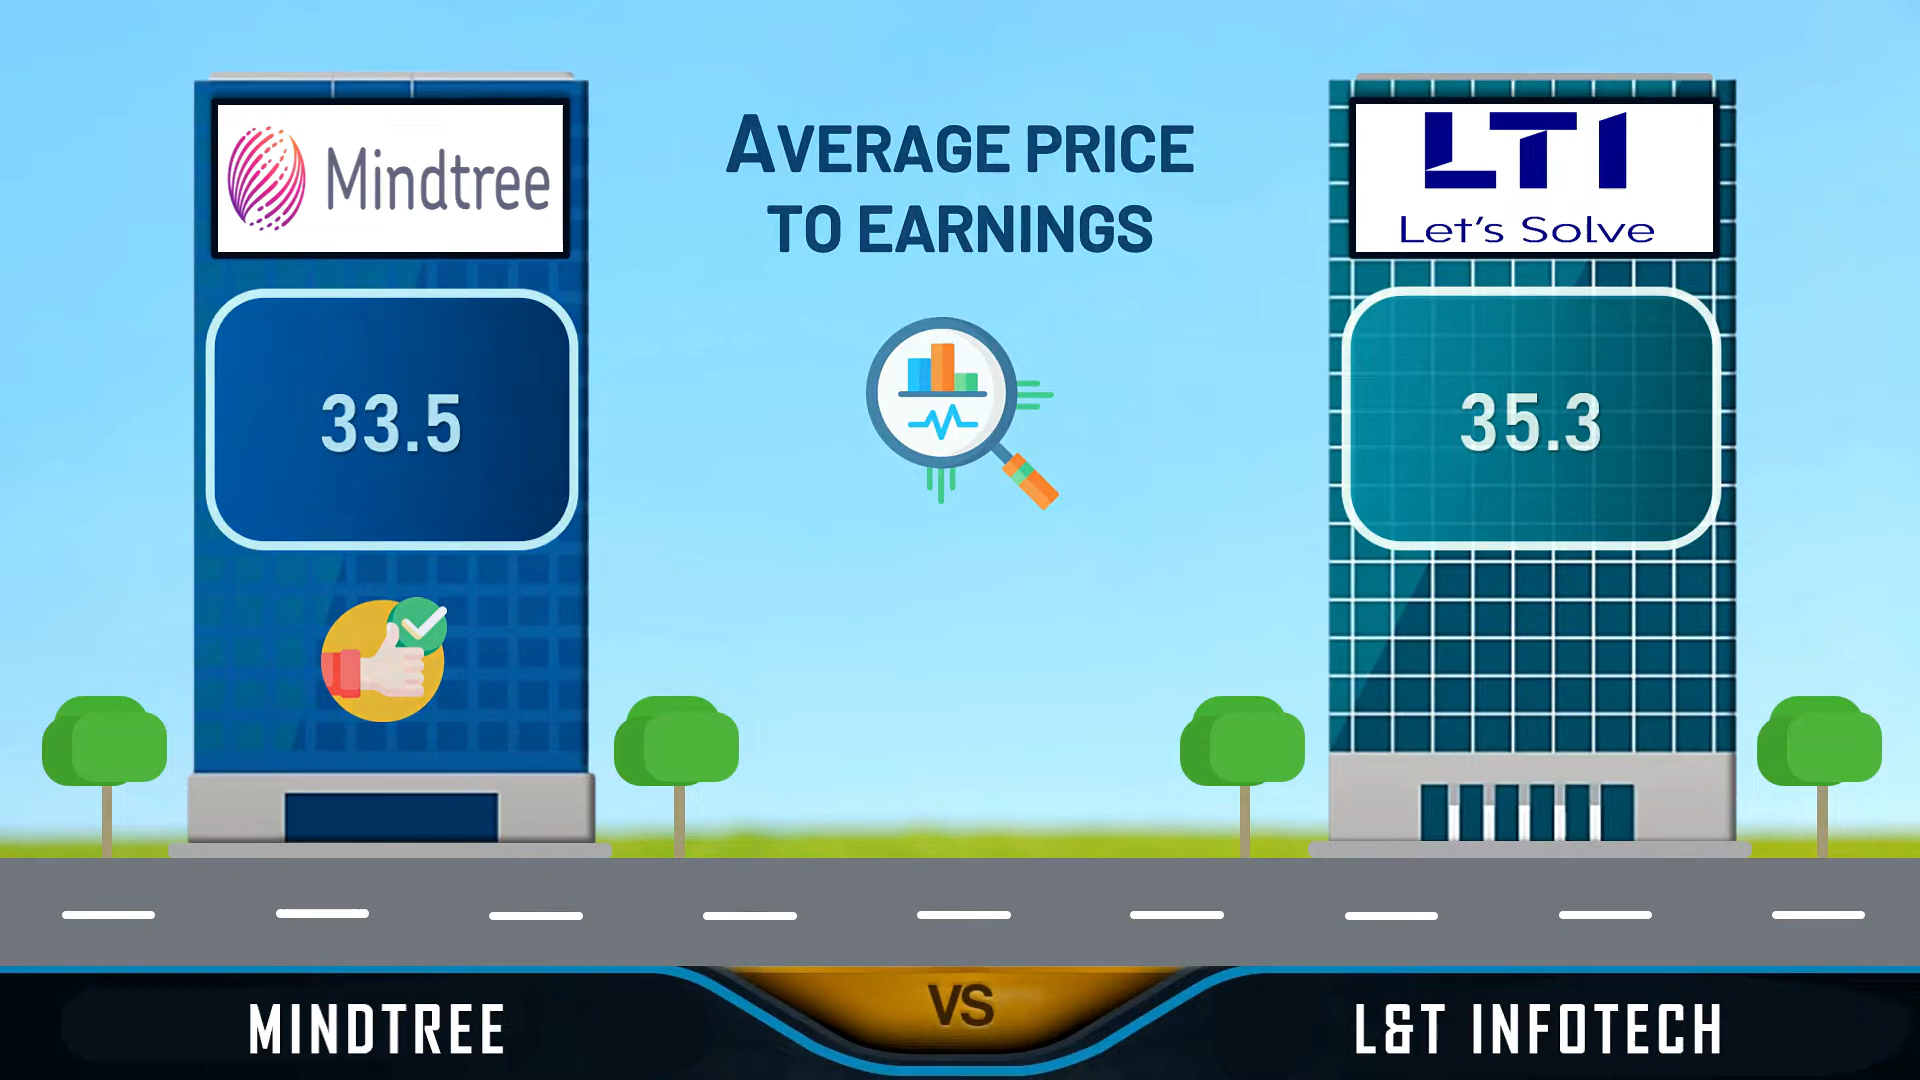 Mindtree
AVERAGE PRICE
TO EARNINGS
LTI
Let's Solve
33.5
35.3
MINDTREE
VS
L&T INFOTECH